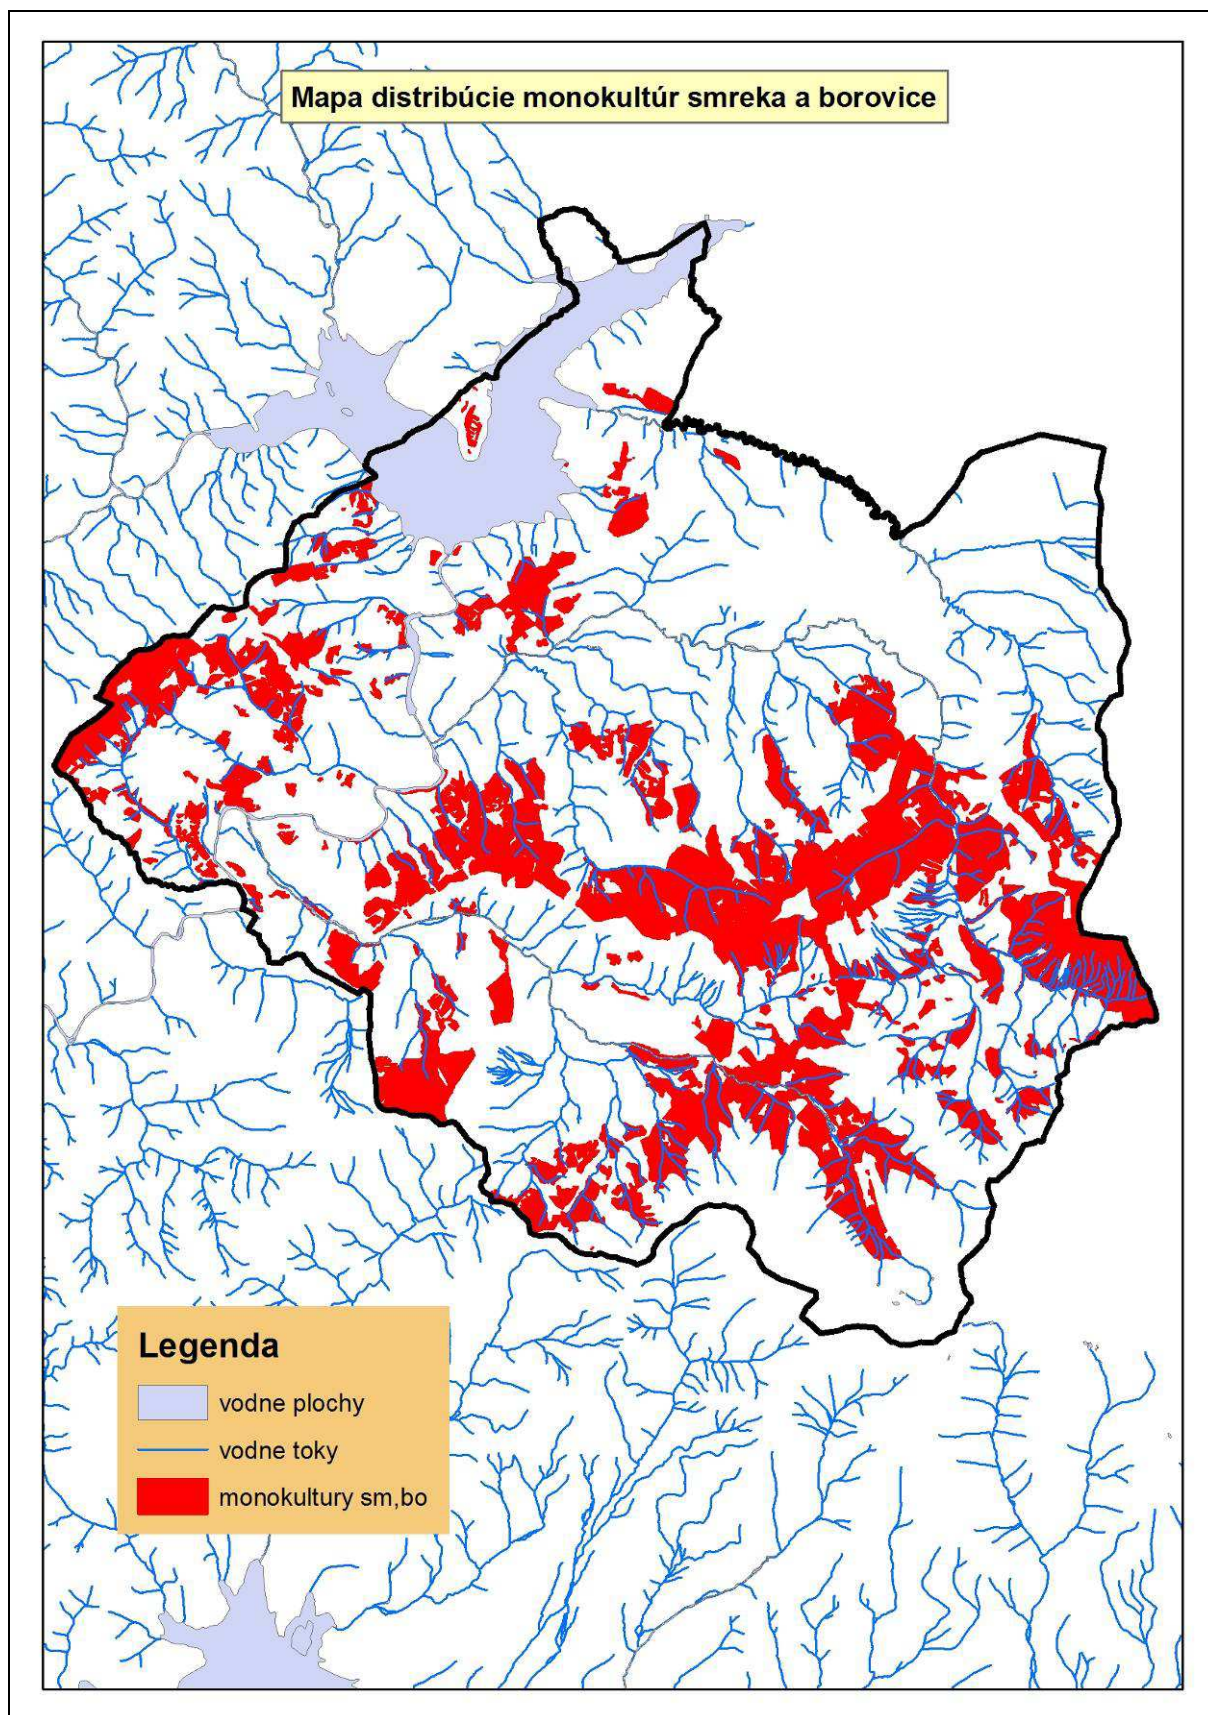 Mapa distribúcie monokultúr smreka a borovice
Legenda
vodne plochy
vodne toky
monokultury sm,bo